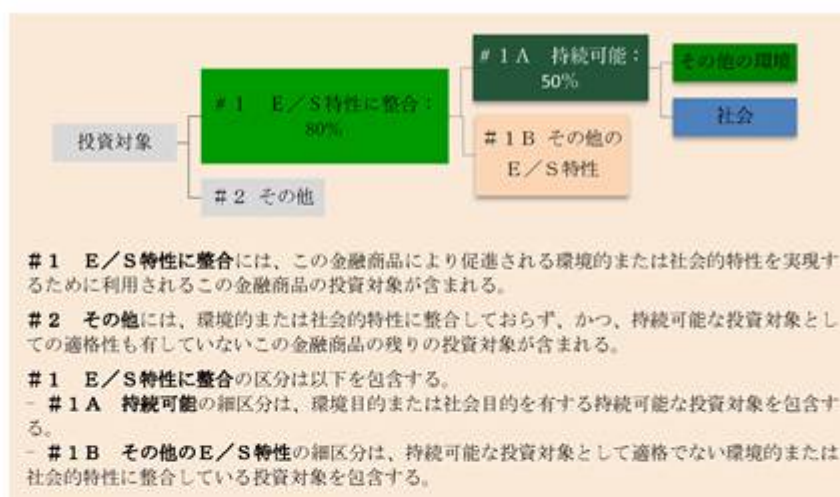 #1A 持続可能：
50%
その他の環境
#1 E／S特性に整合：
80%
社会
投資対象
#1B その他の
E／S特性
#2 その他
#1 E／S特性に整合には、この金融商品により促進される環境的または社会的特性を実現す
るために利用されるこの金融商品の投資対象が含まれる。
#2 その他には、環境的または社会的特性に整合しておらず、かつ、持続可能な投資対象とし
ての適格性も有していないこの金融商品の残りの投資対象が含まれる。
#1 E／S特性に整合の区分は以下を包含する。
- #1A 持続可能の細区分は、環境目的または社会目的を有する持続可能な投資対象を包含す
る。
- #1B その他のE／S特性の細区分は、持続可能な投資対象として適格でない環境的または
社会的特性に整合している投資対象を包含する。